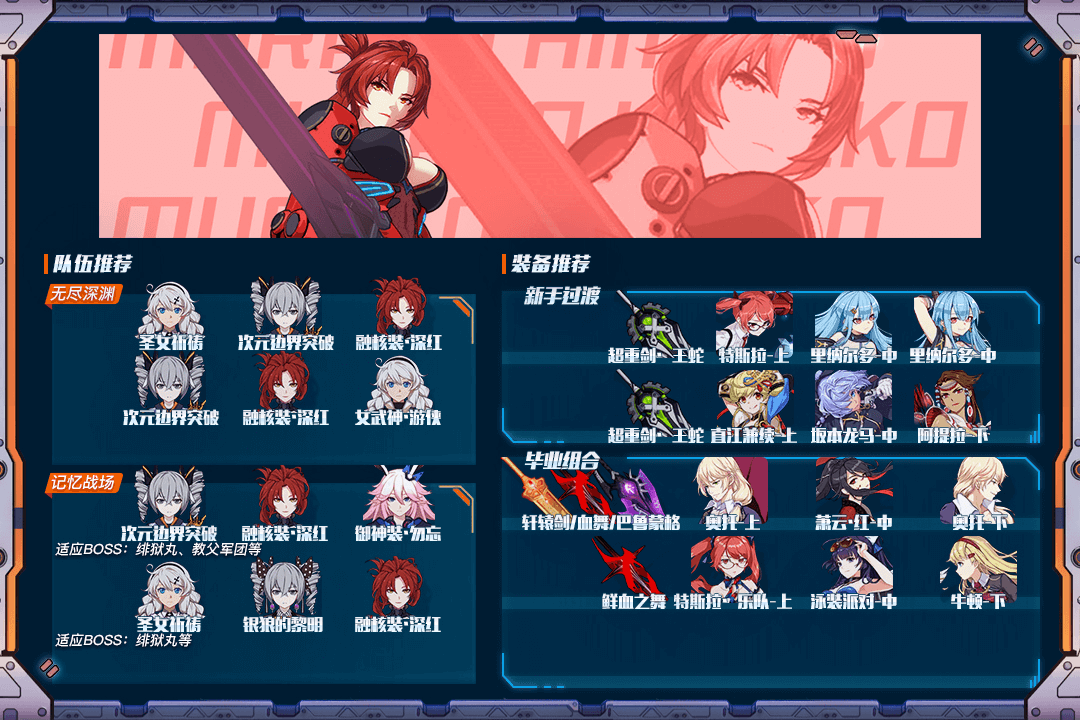 MURATA HIMEKO
MURATA HIMEKO
MURATA HIMEKO
队伍推荐
无尽深渊
圣女祈祷 次元边界突破 融核装·深红
次元边界突破 融核装·深红 女武神·游侠
记忆战场
次元边界突破 融核装·深红 御神装·勿忘
适应BOSS：绯狱丸、教父军团等
圣女祈祷 银狼的黎明 融核装·深红
适应BOSS：绯狱丸等
装备推荐
新手过渡
超重剑·王蛇 特斯拉-上 里纳尔多-中 里纳尔多-中
超重剑·王蛇 直江兼续-上 坂本龙马-中 阿提拉-下
毕业组合
轩辕剑/血舞/巴鲁蒙格 奥托-上 萧云·红-中 奥托-下
鲜血之舞 特斯拉·乐队-上 泳装派对-中 牛顿-下